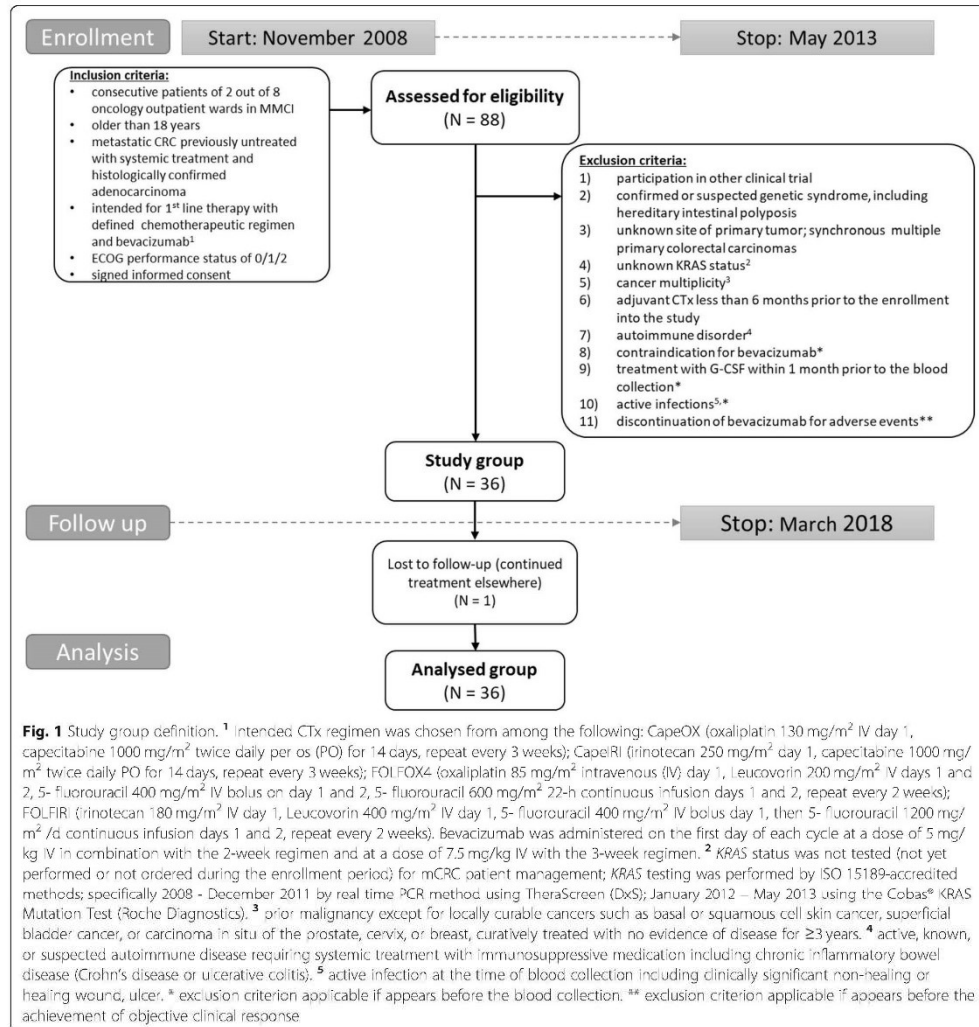 Enrollment
Start: November 2008
Stop: May 2013
Inclusion criteria:
• consecutive patients of 2 out of 8
oncology outpatient wards in MMCI
• older than 18 years
• metastatic CRC previously untreated
with systemic treatment and
histologically confirmed
adenocarcinoma
• intended for 1st line therapy with
defined chemotherapeutic regimen
and bevacizumab¹
• ECOG performance status of 0/1/2
• signed informed consent
Assessed for eligibility
(N = 88)
Exclusion criteria:
1) participation in other clinical trial
2) confirmed or suspected genetic syndrome, including
hereditary intestinal polyposis
3) unknown site of primary tumor; synchronous multiple
primary colorectal carcinomas
4) unknown KRAS status²
5) cancer multiplicity³
6) adjuvant CTx less than 6 months prior to the enrollment
into the study
7) autoimmune disorder⁴
8) contraindication for bevacizumab*
9) treatment with G-CSF within 1 month prior to the blood
collection*
10) active infections⁵,*
11) discontinuation of bevacizumab for adverse events**
Study group
(N = 36)
Follow up
Stop: March 2018
Lost to follow-up (continued
treatment elsewhere)
(N = 1)
Analysis
Analysed group
(N = 36)
Fig. 1 Study group definition. ¹ Intended CTx regimen was chosen from among the following: CapeOX (oxaliplatin 130 mg/m² IV day 1,
capecitabine 1000 mg/m² twice daily per os (PO) for 14 days, repeat every 3 weeks); CapeIRI (irinotecan 250 mg/m² day 1, capecitabine 1000 mg/
m² twice daily PO for 14 days, repeat every 3 weeks); FOLFOX4 (oxaliplatin 85 mg/m² intravenous (IV) day 1, Leucovorin 200 mg/m² IV days 1 and
2, 5- fluorouracil 400 mg/m² IV bolus on day 1 and 2, 5- fluorouracil 600 mg/m² 22-h continuous infusion days 1 and 2, repeat every 2 weeks);
FOLFIRI (irinotecan 180 mg/m² IV day 1, Leucovorin 400 mg/m² IV day 1, 5- fluorouracil 400 mg/m² IV bolus day 1, then 5- fluorouracil 1200 mg/
m² /d continuous infusion days 1 and 2, repeat every 2 weeks). Bevacizumab was administered on the first day of each cycle at a dose of 5 mg/
kg IV in combination with the 2-week regimen and at a dose of 7.5 mg/kg IV with the 3-week regimen. ² KRAS status was not tested (not yet
performed or not ordered during the enrollment period) for mCRC patient management; KRAS testing was performed by ISO 15189-accredited
methods; specifically 2008 - December 2011 by real time PCR method using TheraScreen (DxS); January 2012 – May 2013 using the Cobas® KRAS
Mutation Test (Roche Diagnostics). ³ prior malignancy except for locally curable cancers such as basal or squamous cell skin cancer, superficial
bladder cancer, or carcinoma in situ of the prostate, cervix, or breast, curatively treated with no evidence of disease for ≥3 years. ⁴ active, known,
or suspected autoimmune disease requiring systemic treatment with immunosuppressive medication including chronic inflammatory bowel
disease (Crohn's disease or ulcerative colitis). ⁵ active infection at the time of blood collection including clinically significant non-healing or
healing wound, ulcer. * exclusion criterion applicable if appears before the blood collection. ** exclusion criterion applicable if appears before the
achievement of objective clinical response